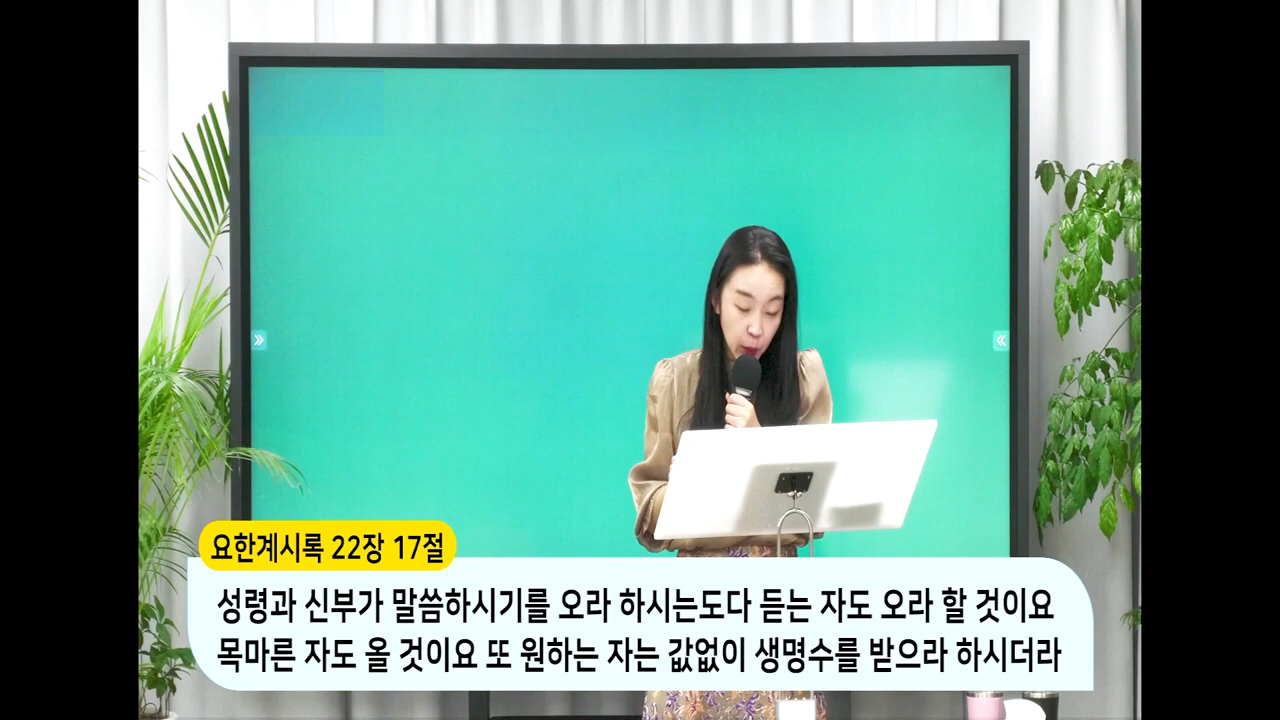 요한계시록 22장 17절
성령과 신부가 말씀하시기를 오라 하시는도다 듣는 자도 오라 할 것이요
목마른 자도 올 것이요 또 원하는 자는 값없이 생명수를 받으라 하시더라